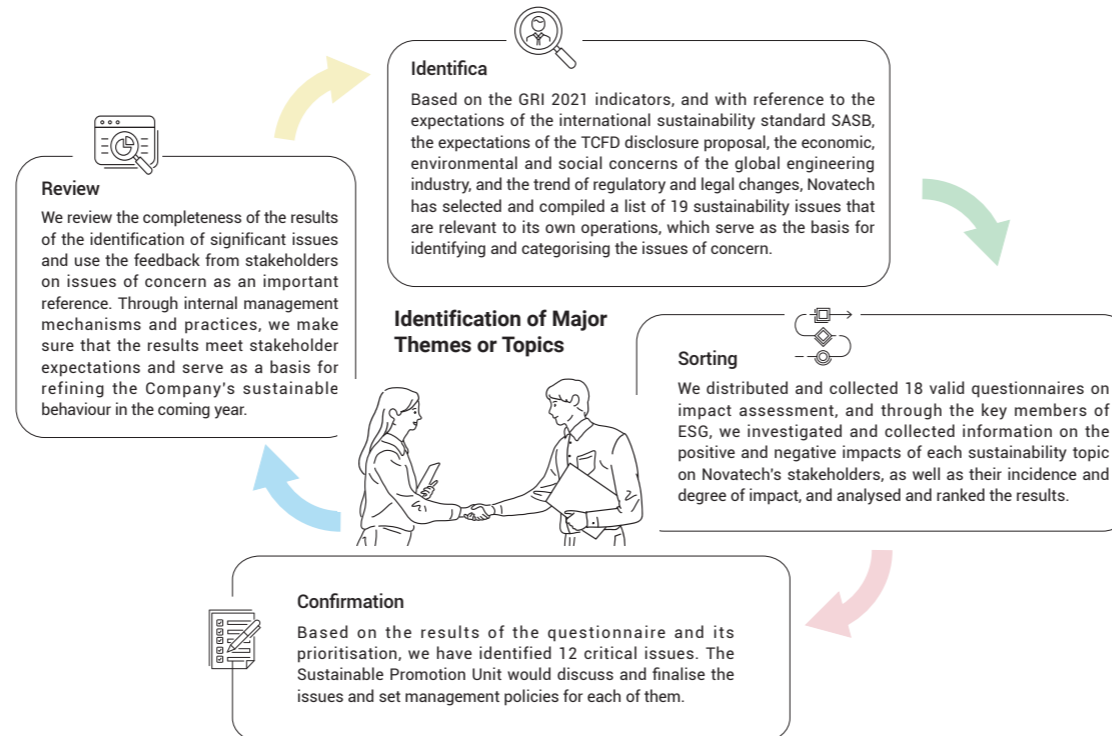 Identifica
Based on the GRI 2021 indicators, and with reference to the
expectations of the international sustainability standard SASB,
the expectations of the TCFD disclosure proposal, the economic,
environmental and social concerns of the global engineering
industry, and the trend of regulatory and legal changes, Novatech
has selected and compiled a list of 19 sustainability issues that
are relevant to its own operations, which serve as the basis for
identifying and categorising the issues of concern.
Review
We review the completeness of the results
of the identification of significant issues
and use the feedback from stakeholders
on issues of concern as an important
reference. Through internal management
mechanisms and practices, we make
sure that the results meet stakeholder
expectations and serve as a basis for
refining the Company's sustainable
behaviour in the coming year.
Identification of Major
Themes or Topics
Sorting
We distributed and collected 18 valid questionnaires on
impact assessment, and through the key members of
ESG, we investigated and collected information on the
positive and negative impacts of each sustainability topic
on Novatech's stakeholders, as well as their incidence and
degree of impact, and analysed and ranked the results.
Confirmation
Based on the results of the questionnaire and its
prioritisation, we have identified 12 critical issues. The
Sustainable Promotion Unit would discuss and finalise the
issues and set management policies for each of them.